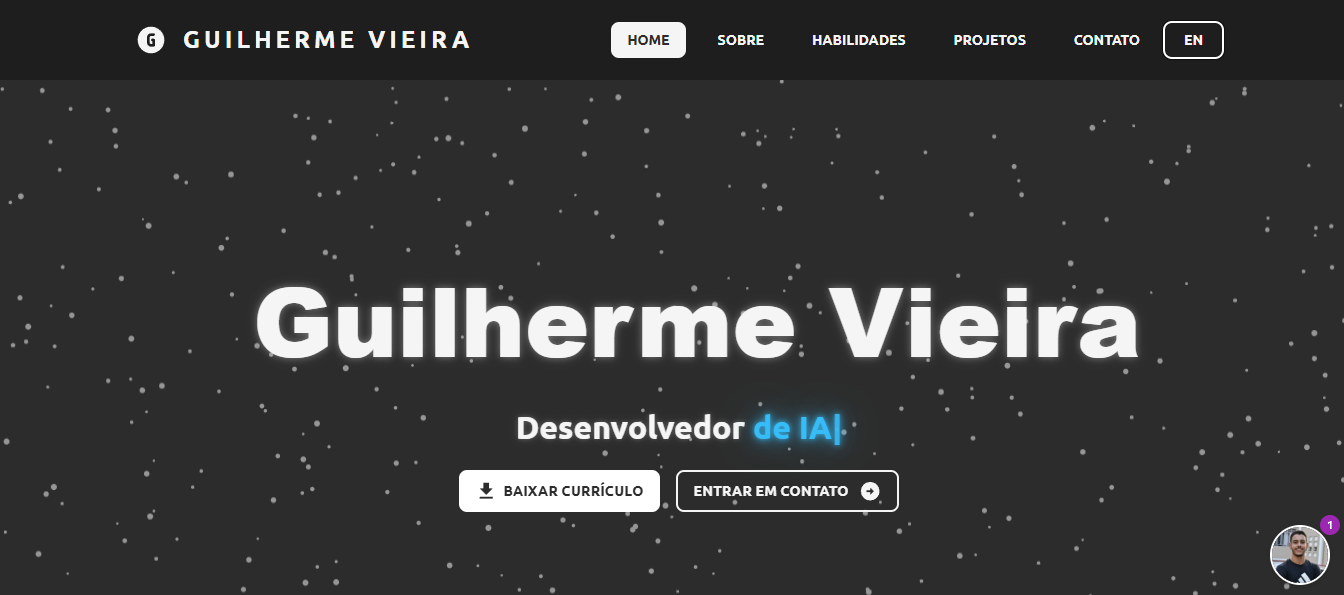 G GUILHERME VIEIRA
HOME SOBRE HABILIDADES PROJETOS CONTATO EN
Guilherme Vieira
Desenvolvedor de IA|
BAIXAR CURRÍCULO ENTRAR EM CONTATO
1